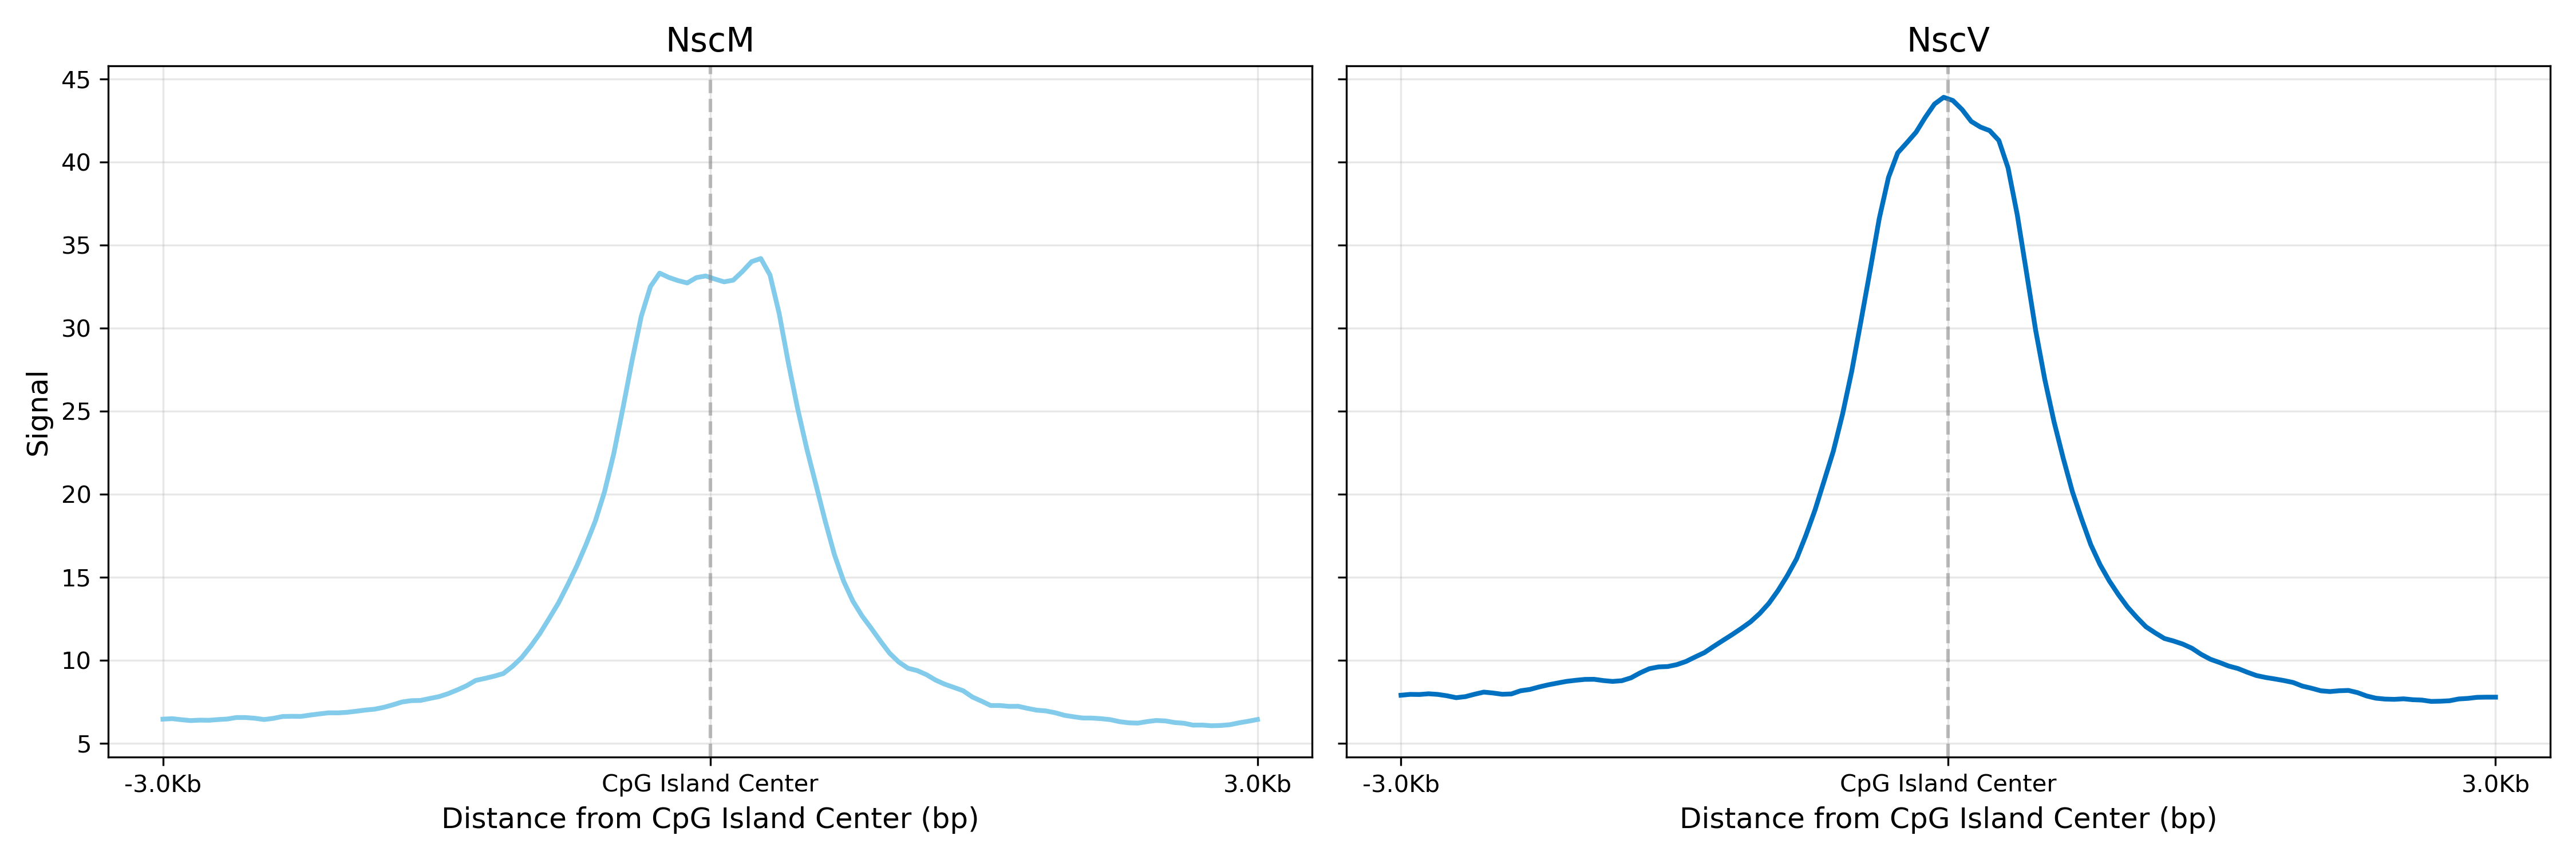 NscM
NscV
45
40
35
30
25
20
15
10
5
Signal
-3.0Kb
CpG Island Center
3.0Kb
-3.0Kb
CpG Island Center
3.0Kb
Distance from CpG Island Center (bp)
Distance from CpG Island Center (bp)